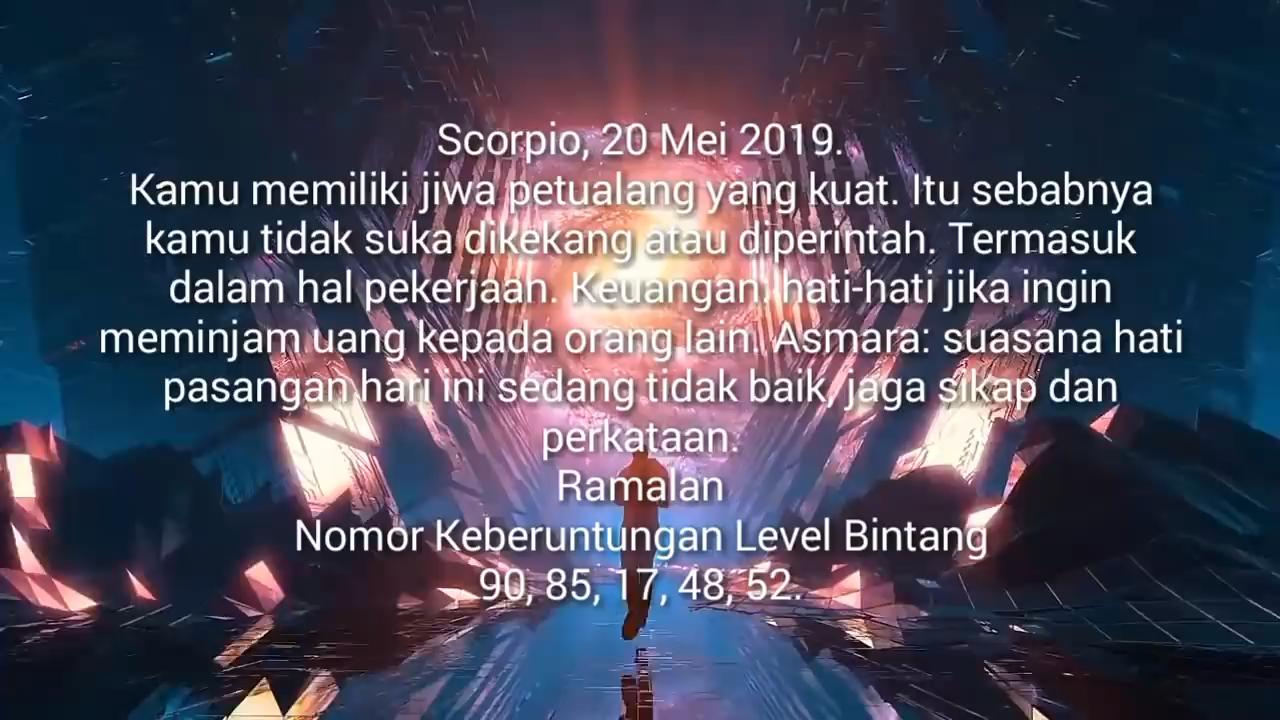 Scorpio, 20 Mei 2019.
Kamu memiliki jiwa petualang yang kuat. Itu sebabnya
kamu tidak suka dikekang atau diperintah. Termasuk
dalam hal pekerjaan. Keuangan: hati-hati jika ingin
meminjam uang kepada orang lain. Asmara: suasana hati
pasangan hari ini sedang tidak baik, jaga sikap dan
perkataan.
Ramalan
Nomor Keberuntungan Level Bintang
90, 85, 17, 48, 52.